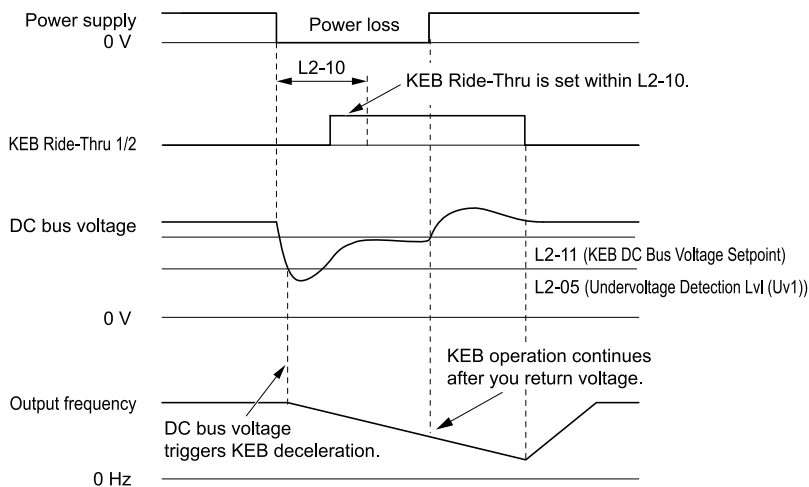 Power supply
0 V
Power loss
L2-10
KEB Ride-Thru is set within L2-10.
KEB Ride-Thru 1/2
DC bus voltage
L2-11 (KEB DC Bus Voltage Setpoint)
L2-05 (Undervoltage Detection Lvl (Uv1))
0 V
KEB operation continues
after you return voltage.
Output frequency
DC bus voltage
triggers KEB deceleration.
0 Hz